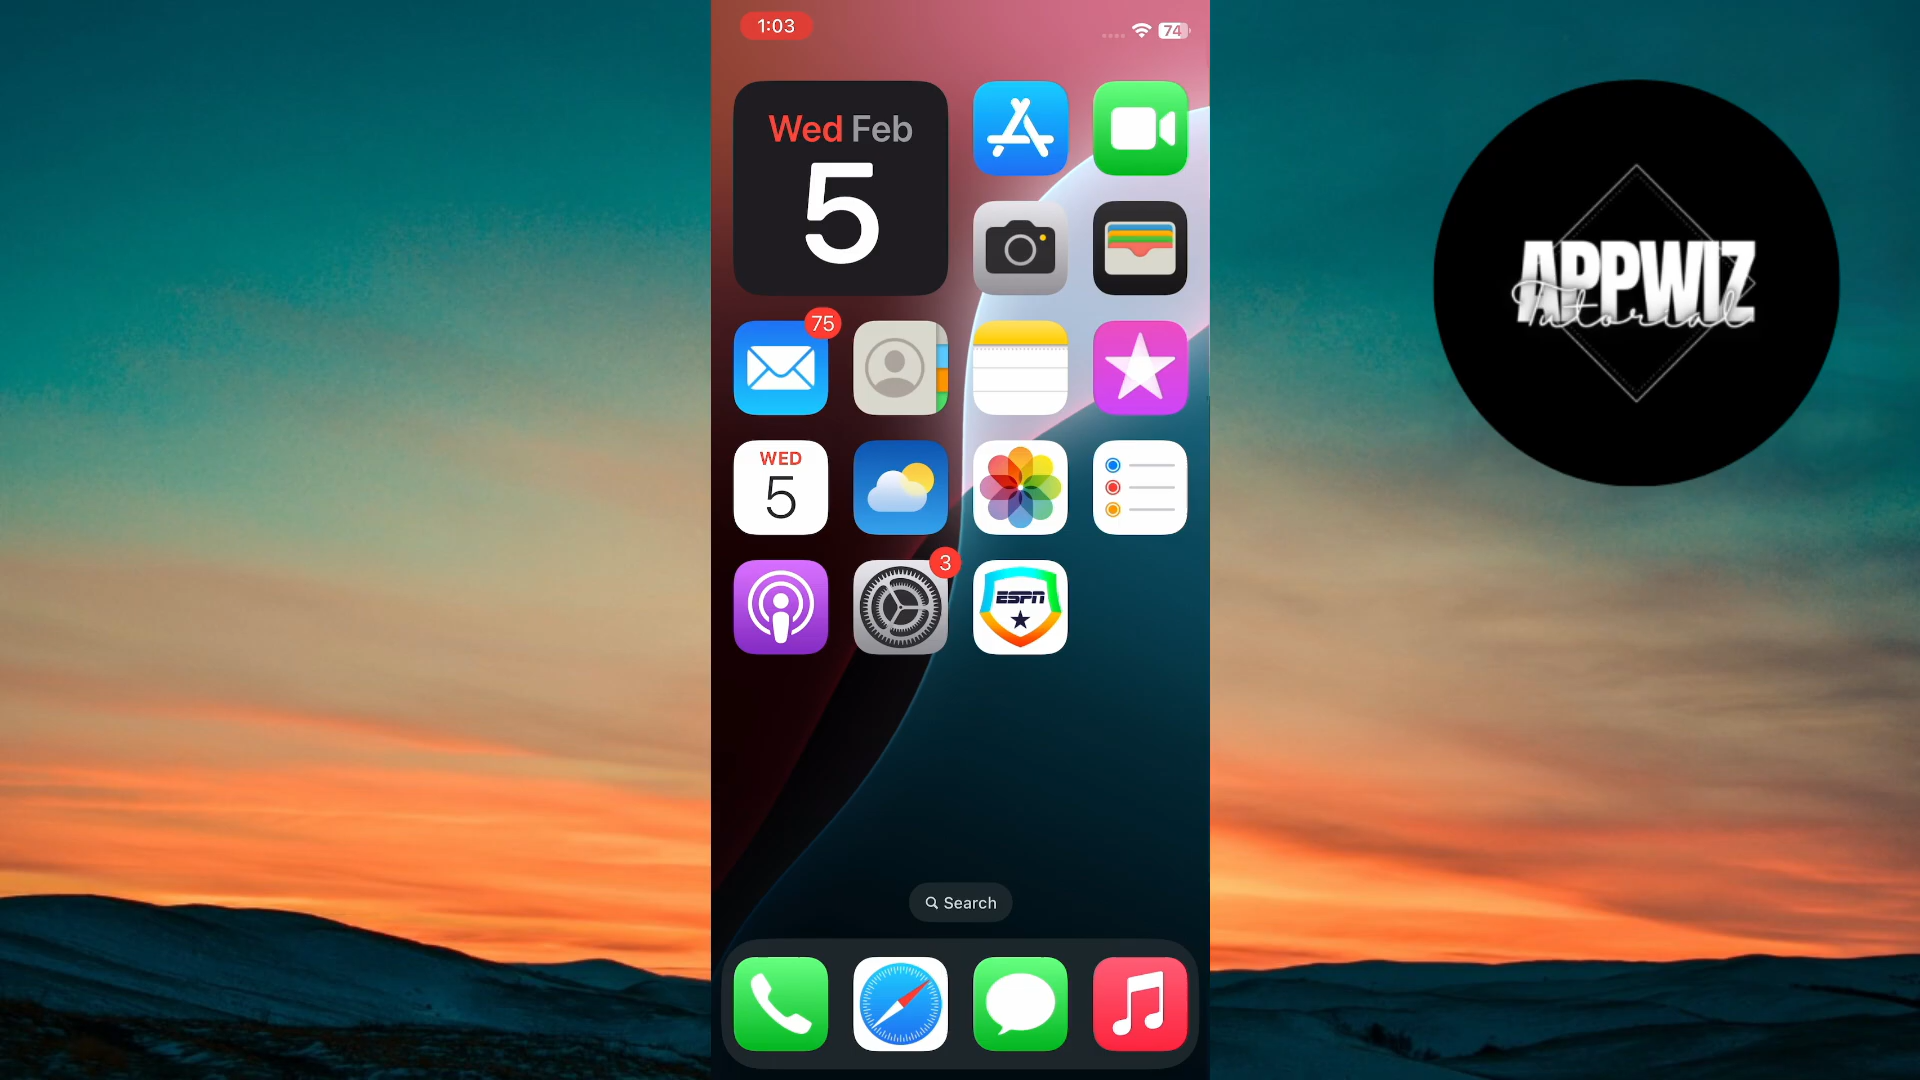 1:03
74
Wed Feb
5
75
WED
5
3
ESPN
Search
APPWIZ
Tutorial